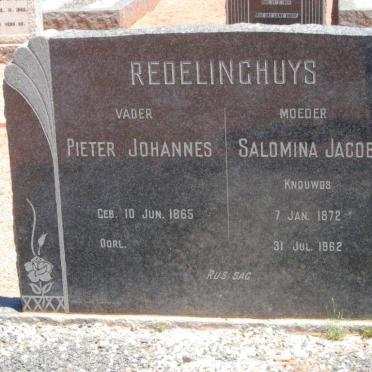 REDELINGHUYS
VADER
PIETER JOHANNES
GEB. 10 JUN. 1865
OORL.
MOEDER
SALOMINA JACOB
KNOUWDS
7 JAN. 1872
31 JUL. 1962
RUS SAG